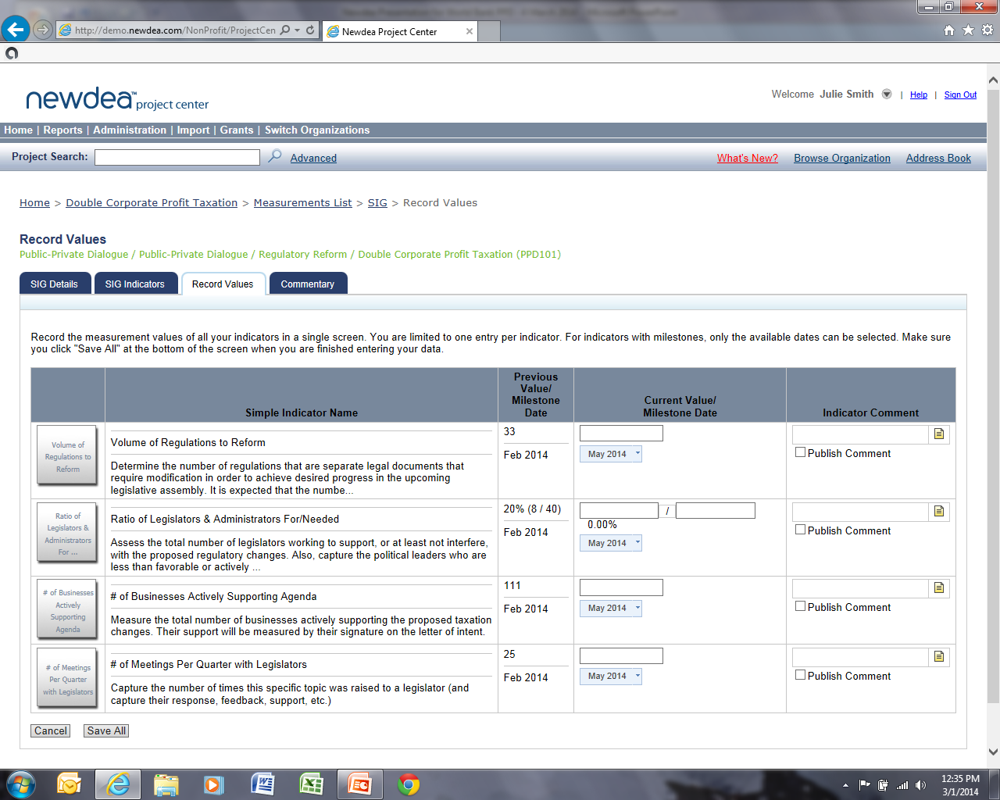 http://demo.newdea.com/NonProfit/ProjectCen
Newdea Project Center
newdea™ project center
Welcome Julie Smith | Help | Sign Out
Home | Reports | Administration | Import | Grants | Switch Organizations
Project Search: Advanced What's New? Browse Organization Address Book
Home > Double Corporate Profit Taxation > Measurements List > SIG > Record Values
Record Values
Public-Private Dialogue / Public-Private Dialogue / Regulatory Reform / Double Corporate Profit Taxation (PPD101)
SIG Details SIG Indicators Record Values Commentary
Record the measurement values of all your indicators in a single screen. You are limited to one entry per indicator. For indicators with milestones, only the available dates can be selected. Make sure
you click "Save All" at the bottom of the screen when you are finished entering your data.
Simple Indicator Name
Previous
Value/
Milestone
Date
Current Value/
Milestone Date
Indicator Comment
Volume of
Regulations to
Reform
Volume of Regulations to Reform
Determine the number of regulations that are separate legal documents that
require modification in order to achieve desired progress in the upcoming
legislative assembly. It is expected that the numbe...
33
Feb 2014
May 2014
Publish Comment
Ratio of
Legislators &
Administrators
For ...
Ratio of Legislators & Administrators For/Needed
Assess the total number of legislators working to support, or at least not interfere,
with the proposed regulatory changes. Also, capture the political leaders who are
less than favorable or actively ...
20% (8 / 40)
Feb 2014
/
0.00%
May 2014
Publish Comment
# of Businesses
Actively
Supporting
Agenda
# of Businesses Actively Supporting Agenda
Measure the total number of businesses actively supporting the proposed taxation
changes. Their support will be measured by their signature on the letter of intent.
111
Feb 2014
May 2014
Publish Comment
# of Meetings
Per Quarter
with Legislators
# of Meetings Per Quarter with Legislators
Capture the number of times this specific topic was raised to a legislator (and
capture their response, feedback, support, etc.)
25
Feb 2014
May 2014
Publish Comment
Cancel Save All
12:35 PM
3/1/2014